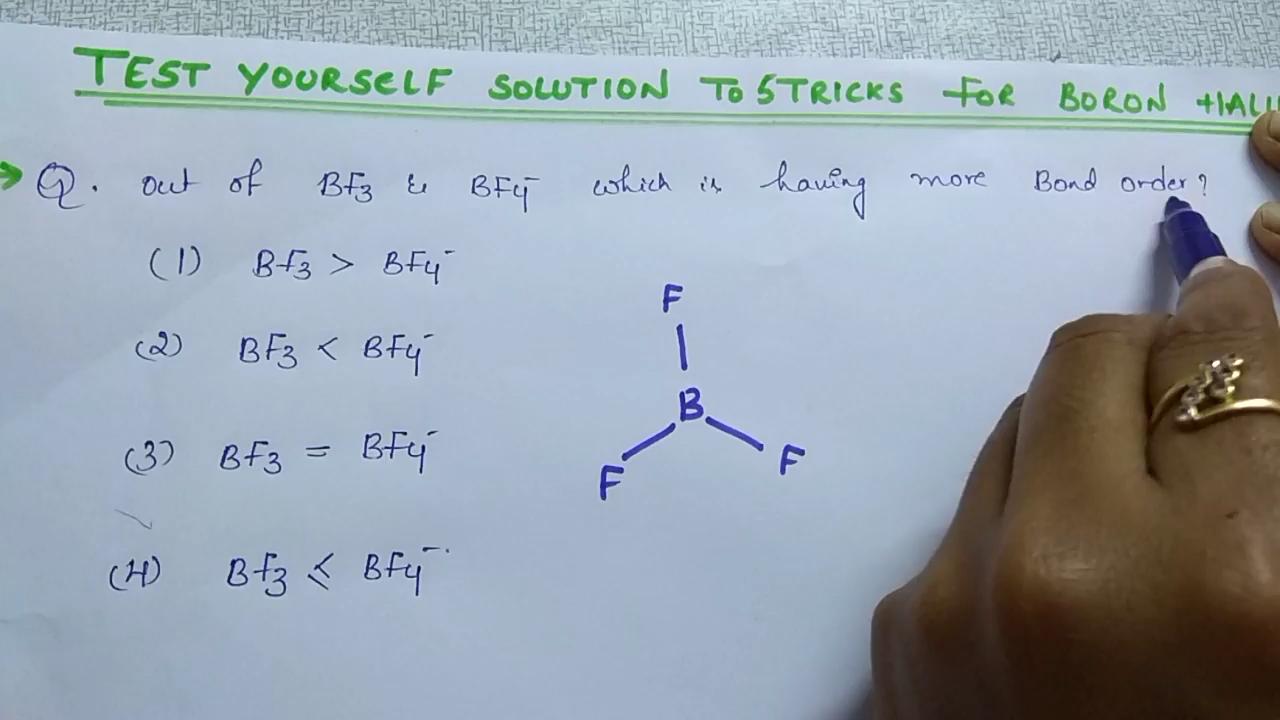 TEST YOURSELF SOLUTION TO 5 TRICKS FOR BORON
Q. out of BF3 & BF4- which is having more Bond order?
(1) BF3 > BF4-
(2) BF3 < BF4-
(3) BF3 = BF4-
(4) BF3 ≤ BF4-
F
B
F F